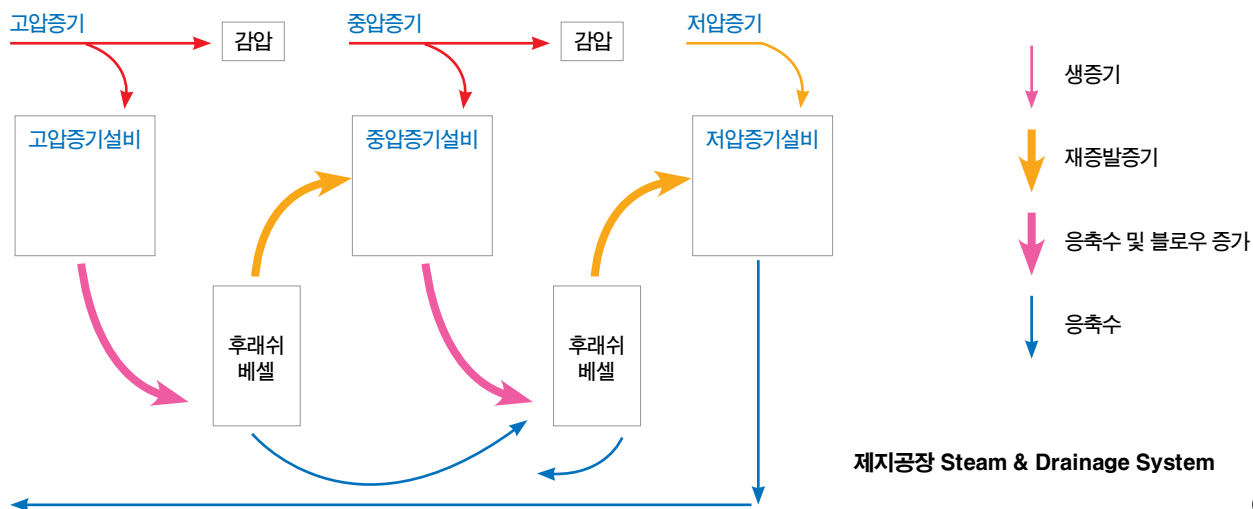 고압증기
감압
중압증기
감압
저압증기
고압증기설비
중압증기설비
저압증기설비
후래쉬
베셀
후래쉬
베셀
생증기
재증발증기
응축수 및 블로우 증가
응축수
제지공장 Steam & Drainage System